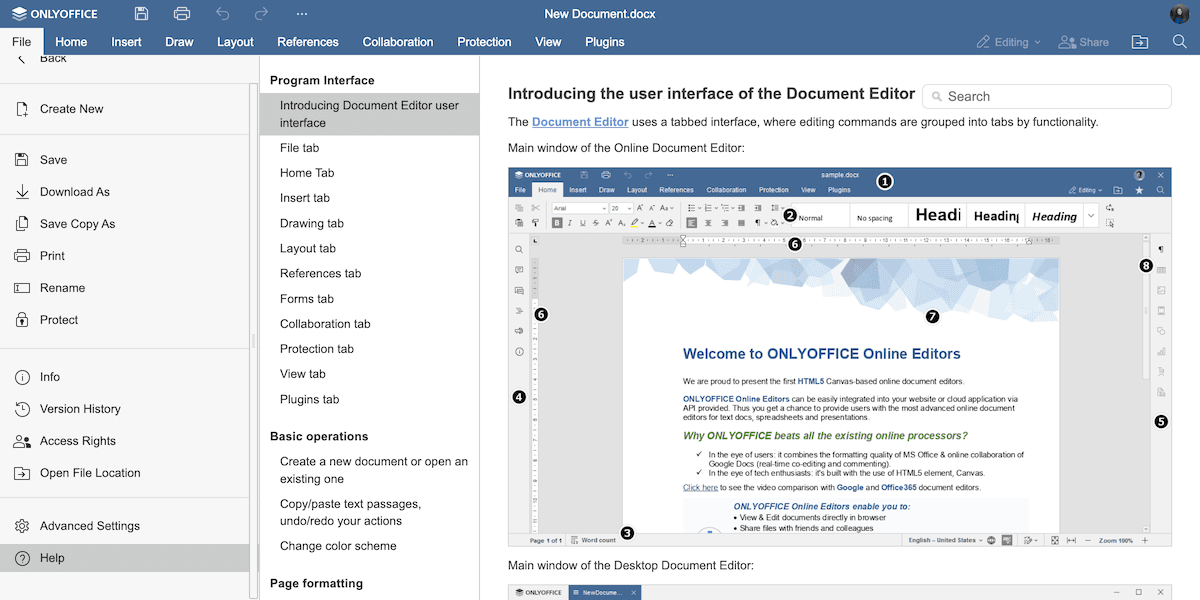 ONLYOFFICE
New Document.docx
File Home Insert Draw Layout References Collaboration Protection View Plugins
Editing Share
Back
Create New
Save
Download As
Save Copy As
Print
Rename
Protect
Info
Version History
Access Rights
Open File Location
Advanced Settings
Help
Program Interface
Introducing Document Editor user
interface
File tab
Home Tab
Insert tab
Drawing tab
Layout tab
References tab
Forms tab
Collaboration tab
Protection tab
View tab
Plugins tab
Basic operations
Create a new document or open an
existing one
Copy/paste text passages,
undo/redo your actions
Change color scheme
Page formatting
Introducing the user interface of the Document Editor
Search
The Document Editor uses a tabbed interface, where editing commands are grouped into tabs by functionality.
Main window of the Online Document Editor:
ONLYOFFICE
sample.docx
1
File Home Insert Draw Layout References Collaboration Protection View Plugins
Editing
Arial 20
2
Normal No spacing Headi Heading Heading
6
8
6
7
4
5
Welcome to ONLYOFFICE Online Editors
We are proud to present the first HTML5 Canvas-based online document editors.
ONLYOFFICE Online Editors can be easily integrated into your website or cloud application via
API provided. Thus you get a chance to provide users with the most advanced online document
editors for text docs, spreadsheets and presentations.
Why ONLYOFFICE beats all the existing online processors?
✓ In the eye of users: it combines the formatting quality of MS Office & online collaboration of
Google Docs (real-time co-editing and commenting).
✓ In the eye of tech enthusiasts: it's built with the use of HTML5 element, Canvas.
Click here to see the video comparison with Google and Office365 document editors.
ONLYOFFICE Online Editors enable you to:
• View & Edit documents directly in browser
• Share files with friends and colleagues
Page 1 of 1 Word count
3
English – United States
Zoom 100%
Main window of the Desktop Document Editor:
ONLYOFFICE NewDocume...